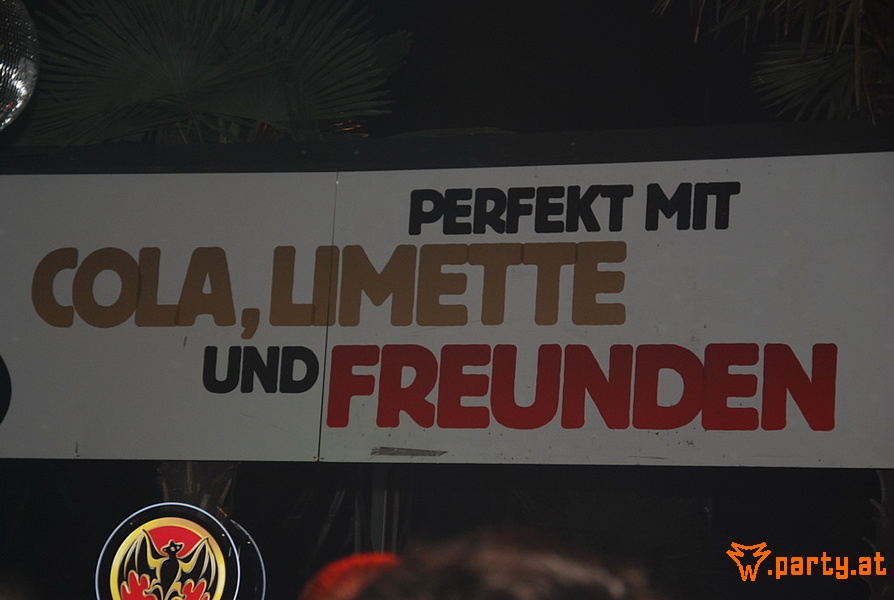 PERFEKT MIT
COLA, LIMETTE
UND FREUNDEN
.party.at